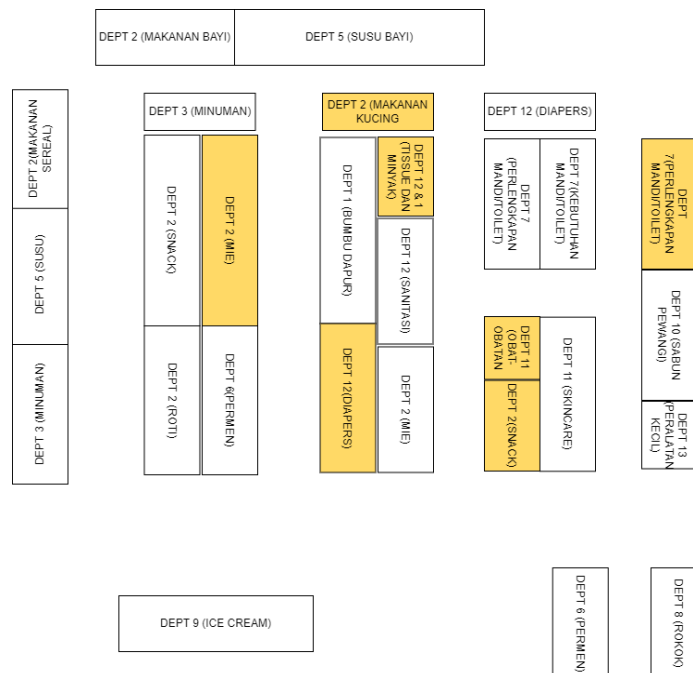 DEPT 2 (MAKANAN BAYI)
DEPT 5 (SUSU BAYI)
DEPT 2(MAKANAN
SEREAL)
DEPT 5 (SUSU)
DEPT 3 (MINUMAN)
DEPT 3 (MINUMAN)
DEPT 2 (SNACK)
DEPT 2 (MIE)
DEPT 2 (ROTI)
DEPT 6(PERMEN)
DEPT 2 (MAKANAN
KUCING
DEPT 1 (BUMBU DAPUR)
DEPT 12 & 1
(TISSUE DAN
MINYAK)
DEPT 12 (SANITASI)
DEPT 12(DIAPERS)
DEPT 2 (MIE)
DEPT 12 (DIAPERS)
DEPT 7
(PERLENGKAPAN
MANDI/TOILET)
DEPT 7(KEBUTUHAN
MANDI/TOILET)
DEPT 11
(OBAT-
OBATAN
DEPT 2(SNACK)
DEPT 11 (SKINCARE)
DEPT
7(PERLENGKAPAN
MANDI/TOILET)
DEPT 10 (SABUN
PEWANGI)
DEPT 13
(PERALATAN
KECIL)
DEPT 9 (ICE CREAM)
DEPT 6 (PERMEN)
DEPT 8 (ROKOK)